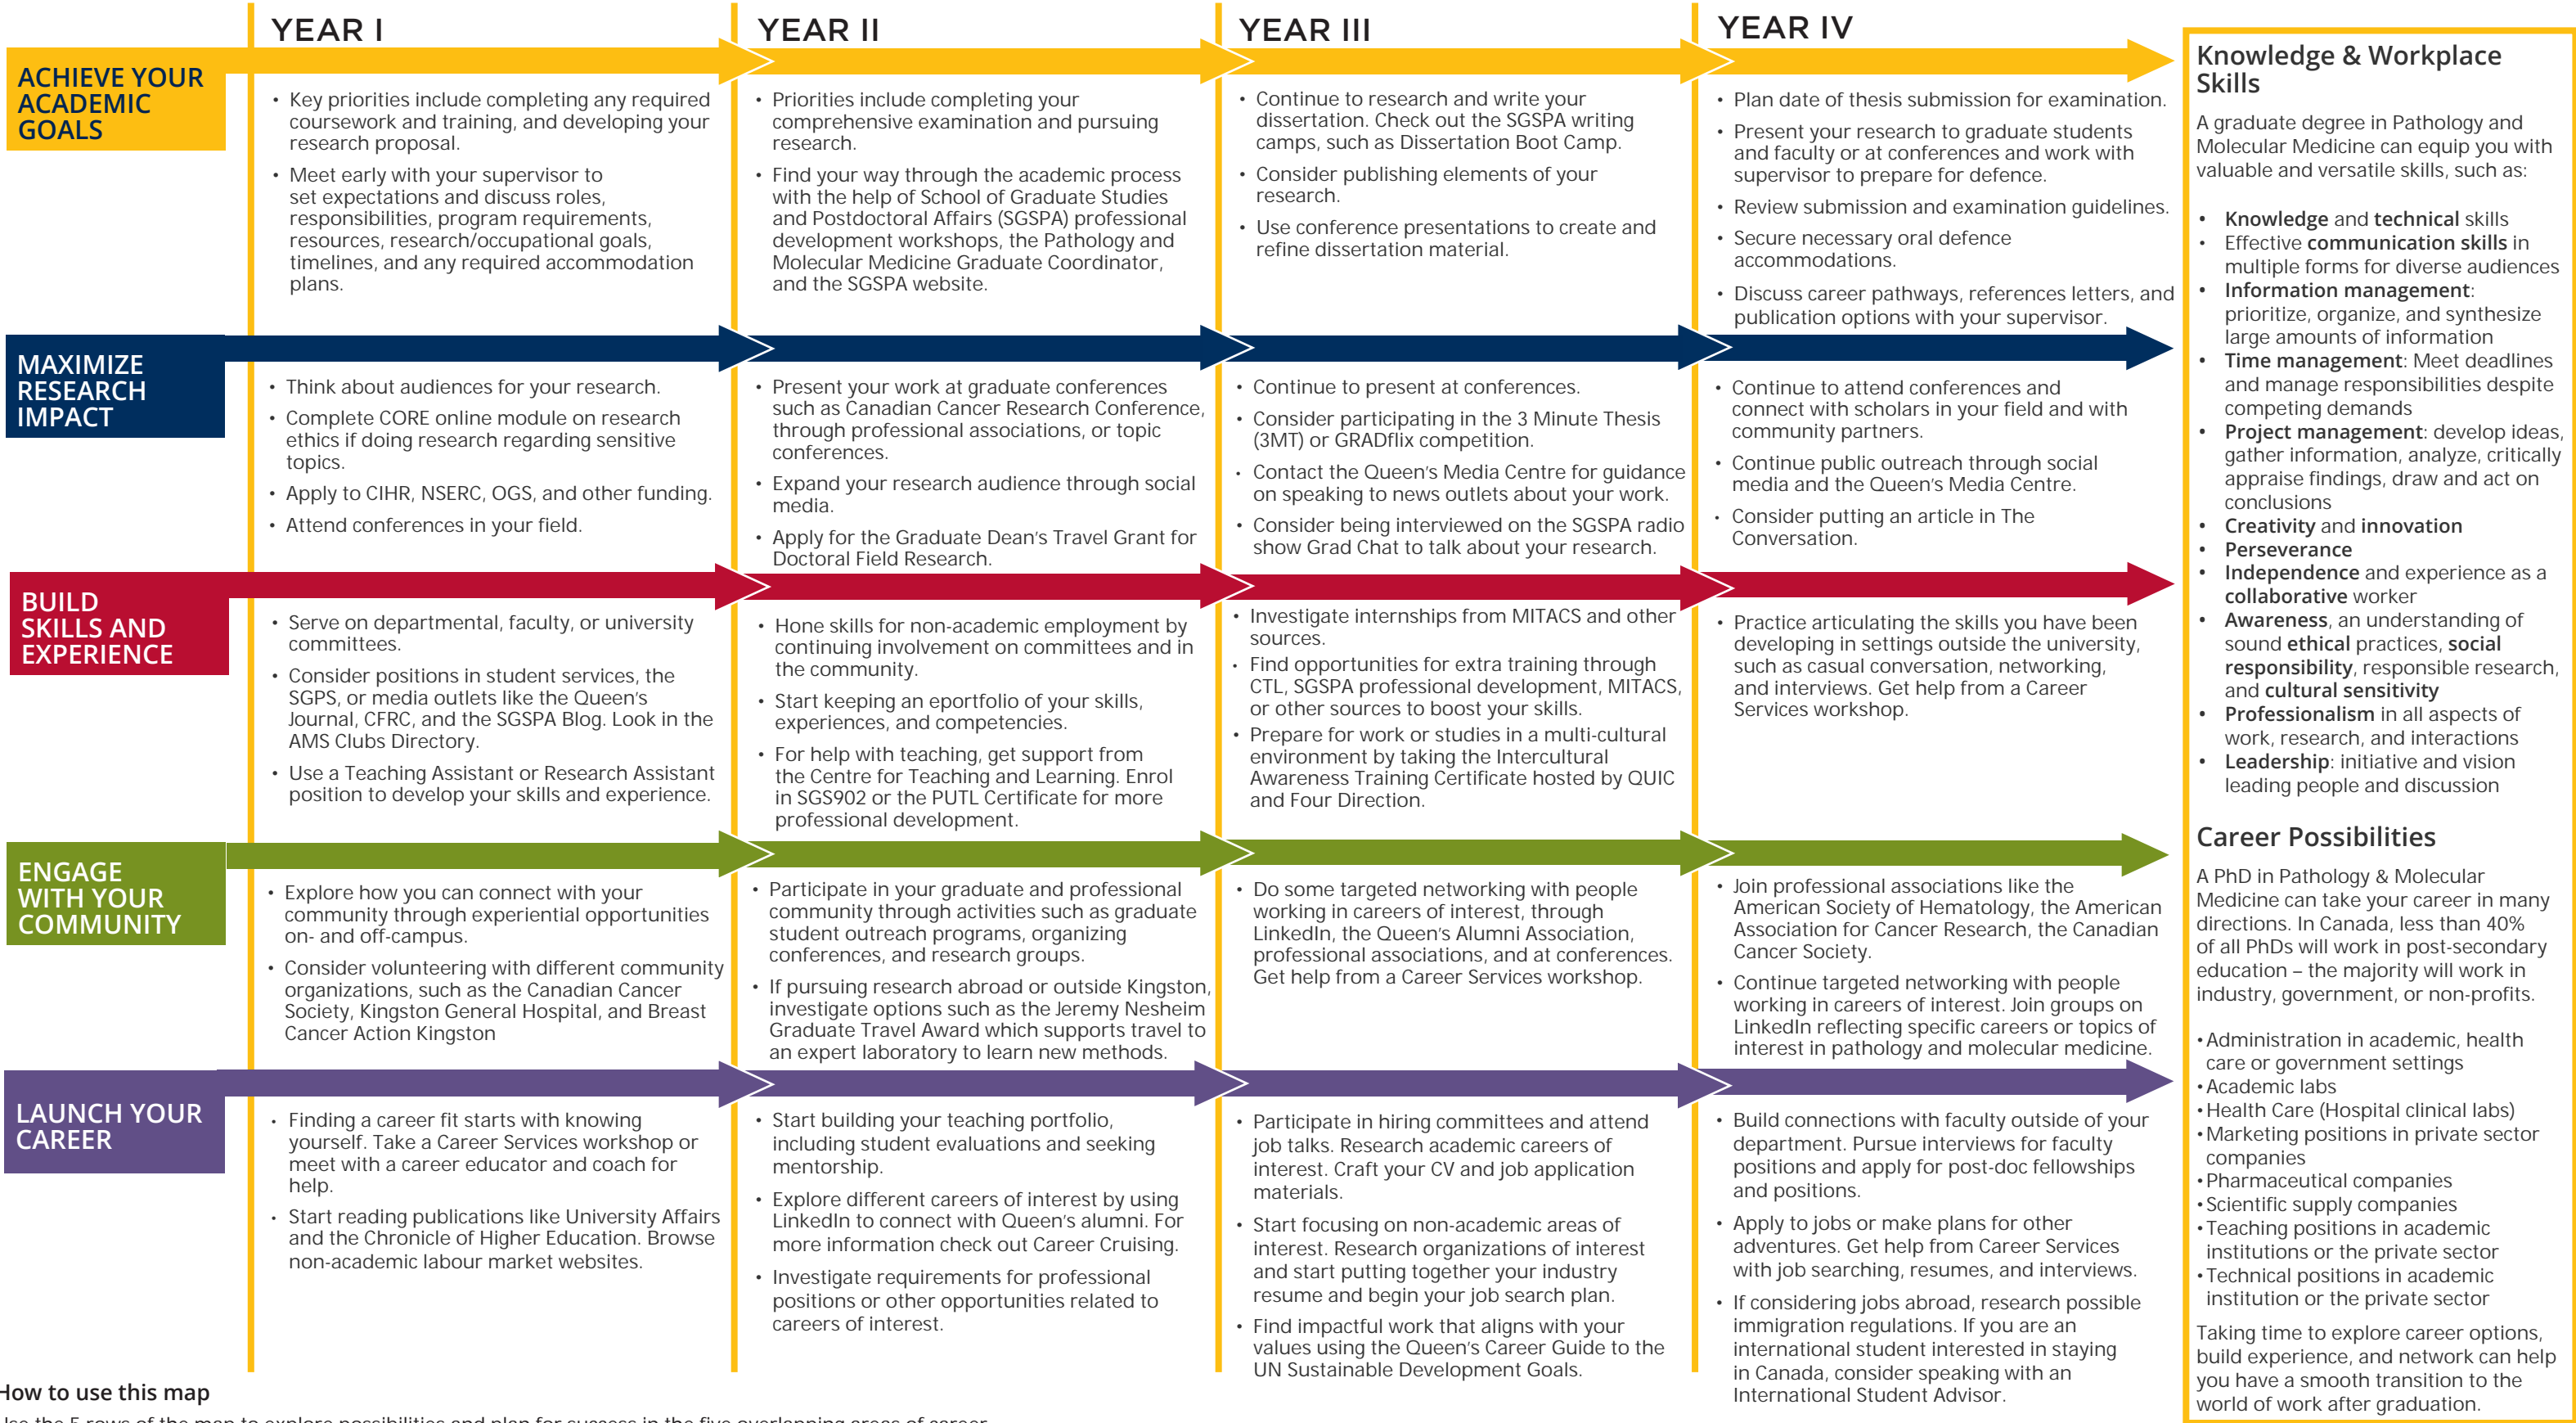 YEAR I
YEAR II
YEAR III
YEAR IV
ACHIEVE YOUR
ACADEMIC
GOALS
• Key priorities include completing any required
coursework and training, and developing your
research proposal.
• Meet early with your supervisor to
set expectations and discuss roles,
responsibilities, program requirements,
resources, research/occupational goals,
timelines, and any required accommodation
plans.
• Priorities include completing your
comprehensive examination and pursuing
research.
• Find your way through the academic process
with the help of School of Graduate Studies
and Postdoctoral Affairs (SGSPA) professional
development workshops, the Pathology and
Molecular Medicine Graduate Coordinator,
and the SGSPA website.
• Continue to research and write your
dissertation. Check out the SGSPA writing
camps, such as Dissertation Boot Camp.
• Consider publishing elements of your
research.
• Use conference presentations to create and
refine dissertation material.
• Plan date of thesis submission for examination.
• Present your research to graduate students
and faculty or at conferences and work with
supervisor to prepare for defence.
• Review submission and examination guidelines.
• Secure necessary oral defence
accommodations.
• Discuss career pathways, references letters, and
publication options with your supervisor.
MAXIMIZE
RESEARCH
IMPACT
• Think about audiences for your research.
• Complete CORE online module on research
ethics if doing research regarding sensitive
topics.
• Apply to CIHR, NSERC, OGS, and other funding.
• Attend conferences in your field.
• Present your work at graduate conferences
such as Canadian Cancer Research Conference,
through professional associations, or topic
conferences.
• Expand your research audience through social
media.
• Apply for the Graduate Dean's Travel Grant for
Doctoral Field Research.
• Continue to present at conferences.
• Consider participating in the 3 Minute Thesis
(3MT) or GRADflix competition.
• Contact the Queen's Media Centre for guidance
on speaking to news outlets about your work.
• Consider being interviewed on the SGSPA radio
show Grad Chat to talk about your research.
• Continue to attend conferences and
connect with scholars in your field and with
community partners.
• Continue public outreach through social
media and the Queen's Media Centre.
• Consider putting an article in The
Conversation.
BUILD
SKILLS AND
EXPERIENCE
• Serve on departmental, faculty, or university
committees.
• Consider positions in student services, the
SGPS, or media outlets like the Queen's
Journal, CFRC, and the SGSPA Blog. Look in the
AMS Clubs Directory.
• Use a Teaching Assistant or Research Assistant
position to develop your skills and experience.
• Hone skills for non-academic employment by
continuing involvement on committees and in
the community.
• Start keeping an eportfolio of your skills,
experiences, and competencies.
• For help with teaching, get support from
the Centre for Teaching and Learning. Enrol
in SGS902 or the PUTL Certificate for more
professional development.
• Investigate internships from MITACS and other
sources.
• Find opportunities for extra training through
CTL, SGSPA professional development, MITACS,
or other sources to boost your skills.
• Prepare for work or studies in a multi-cultural
environment by taking the Intercultural
Awareness Training Certificate hosted by QUIC
and Four Direction.
• Practice articulating the skills you have been
developing in settings outside the university,
such as casual conversation, networking,
and interviews. Get help from a Career
Services workshop.
ENGAGE
WITH YOUR
COMMUNITY
• Explore how you can connect with your
community through experiential opportunities
on- and off-campus.
• Consider volunteering with different community
organizations, such as the Canadian Cancer
Society, Kingston General Hospital, and Breast
Cancer Action Kingston
• Participate in your graduate and professional
community through activities such as graduate
student outreach programs, organizing
conferences, and research groups.
• If pursuing research abroad or outside Kingston,
investigate options such as the Jeremy Nesheim
Graduate Travel Award which supports travel to
an expert laboratory to learn new methods.
• Do some targeted networking with people
working in careers of interest, through
LinkedIn, the Queen's Alumni Association,
professional associations, and at conferences.
Get help from a Career Services workshop.
• Join professional associations like the
American Society of Hematology, the American
Association for Cancer Research, the Canadian
Cancer Society.
• Continue targeted networking with people
working in careers of interest. Join groups on
LinkedIn reflecting specific careers or topics of
interest in pathology and molecular medicine.
LAUNCH YOUR
CAREER
• Finding a career fit starts with knowing
yourself. Take a Career Services workshop or
meet with a career educator and coach for
help.
• Start reading publications like University Affairs
and the Chronicle of Higher Education. Browse
non-academic labour market websites.
• Start building your teaching portfolio,
including student evaluations and seeking
mentorship.
• Explore different careers of interest by using
LinkedIn to connect with Queen's alumni. For
more information check out Career Cruising.
• Investigate requirements for professional
positions or other opportunities related to
careers of interest.
• Participate in hiring committees and attend
job talks. Research academic careers of
interest. Craft your CV and job application
materials.
• Start focusing on non-academic areas of
interest. Research organizations of interest
and start putting together your industry
resume and begin your job search plan.
• Find impactful work that aligns with your
values using the Queen's Career Guide to the
UN Sustainable Development Goals.
• Build connections with faculty outside of your
department. Pursue interviews for faculty
positions and apply for post-doc fellowships
and positions.
• Apply to jobs or make plans for other
adventures. Get help from Career Services
with job searching, resumes, and interviews.
• If considering jobs abroad, research possible
immigration regulations. If you are an
international student interested in staying
in Canada, consider speaking with an
International Student Advisor.
Knowledge & Workplace
Skills
A graduate degree in Pathology and
Molecular Medicine can equip you with
valuable and versatile skills, such as:
• Knowledge and technical skills
• Effective communication skills in
multiple forms for diverse audiences
• Information management:
prioritize, organize, and synthesize
large amounts of information
• Time management: Meet deadlines
and manage responsibilities despite
competing demands
• Project management: develop ideas,
gather information, analyze, critically
appraise findings, draw and act on
conclusions
• Creativity and innovation
• Perseverance
• Independence and experience as a
collaborative worker
• Awareness, an understanding of
sound ethical practices, social
responsibility, responsible research,
and cultural sensitivity
• Professionalism in all aspects of
work, research, and interactions
• Leadership: initiative and vision
leading people and discussion
Career Possibilities
A PhD in Pathology & Molecular
Medicine can take your career in many
directions. In Canada, less than 40%
of all PhDs will work in post-secondary
education – the majority will work in
industry, government, or non-profits.
• Administration in academic, health
care or government settings
• Academic labs
• Health Care (Hospital clinical labs)
• Marketing positions in private sector
companies
• Pharmaceutical companies
• Scientific supply companies
• Teaching positions in academic
institutions or the private sector
• Technical positions in academic
institution or the private sector
Taking time to explore career options,
build experience, and network can help
you have a smooth transition to the
world of work after graduation.
How to use this map
Use the 5 rows of the map to explore possibilities and plan for success in the five overlapping areas of career